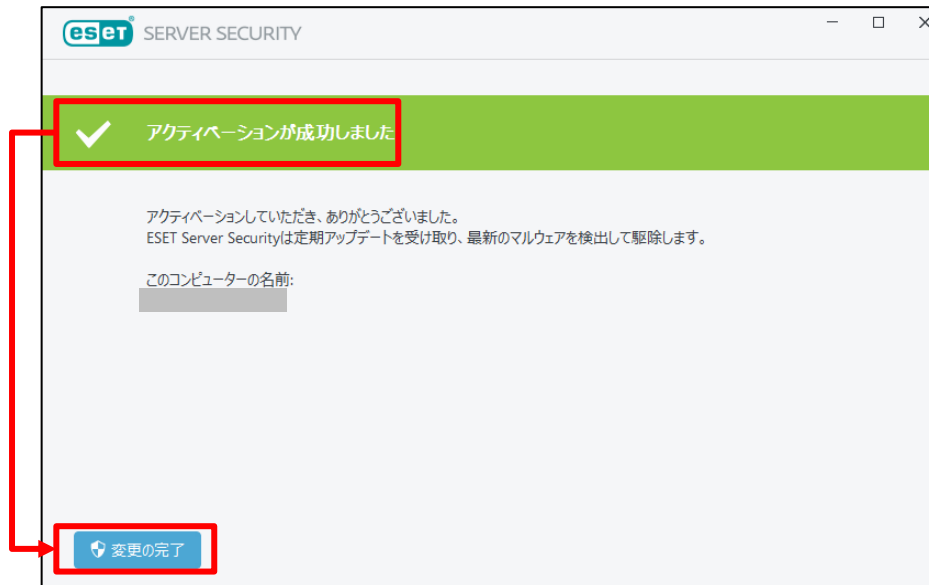 eseT® SERVER SECURITY
アクティベーションが成功しました
アクティベーションしていただき、ありがとうございました。
ESET Server Securityは定期アップデートを受け取り、最新のマルウェアを検出して駆除します。
このコンピューターの名前:
変更の完了